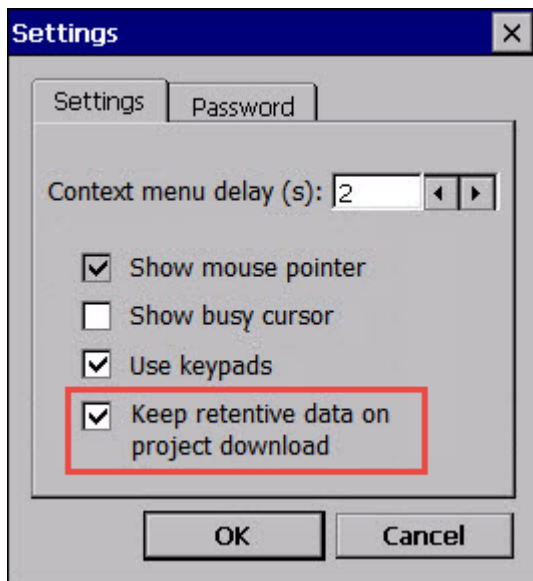 Settings
Settings
Password
Context menu delay (s): 2
Show mouse pointer
Show busy cursor
Use keypads
Keep retentive data on
project download
OK
Cancel